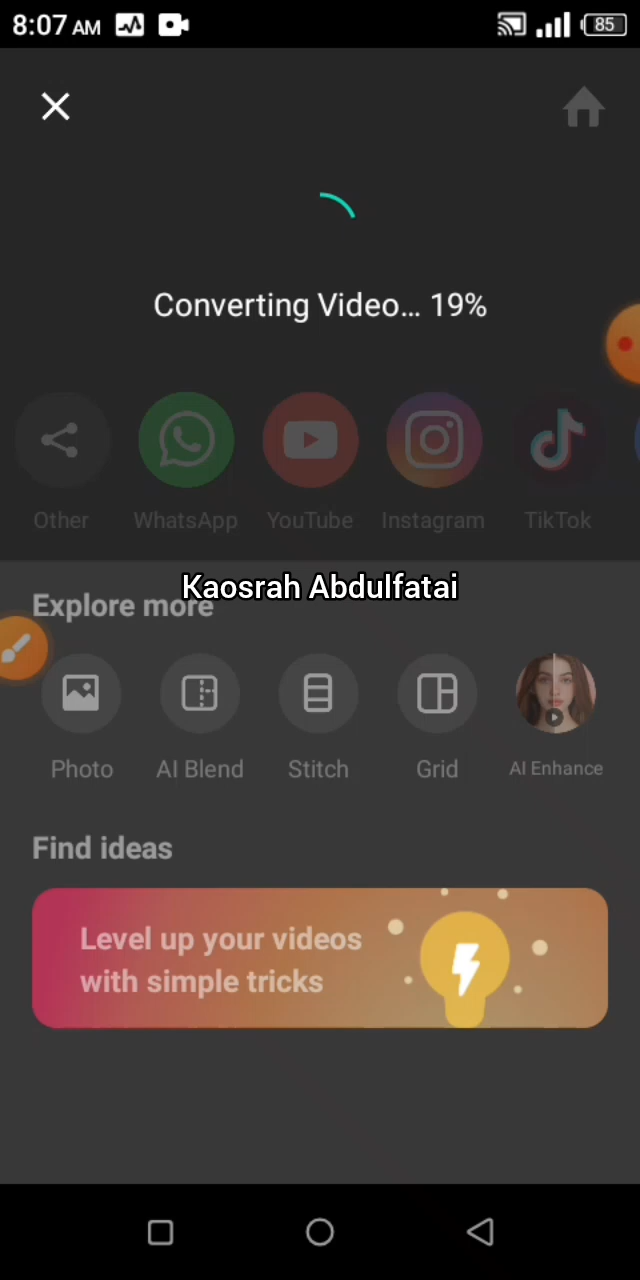 8:07 AM
85
Converting Video... 19%
Other
WhatsApp
YouTube
Instagram
TikTok
Kaosrah Abdulfatai
Explore more
Photo
AI Blend
Stitch
Grid
AI Enhance
Find ideas
Level up your videos
with simple tricks